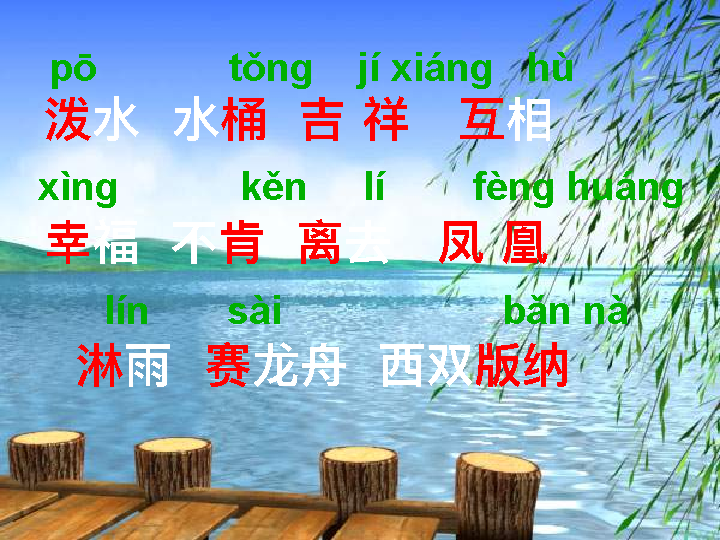 pō tǒng jí xiáng hù
泼水 水桶 吉祥 互相
xìng kěn lí fèng huáng
幸福 不肯 离去 凤凰
lín sài bǎn nà
淋雨 赛龙舟 西双版纳